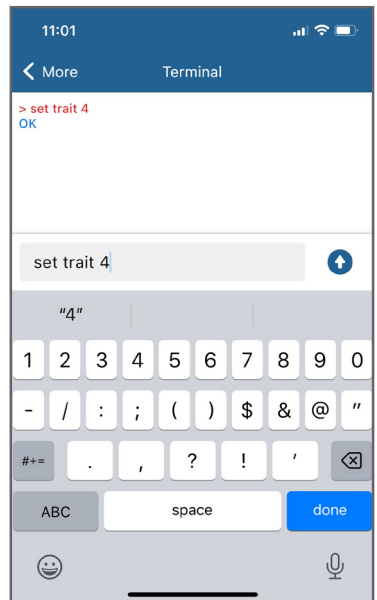 11:01
More
Terminal
> set trait 4
OK
set trait 4
“4”
1 2 3 4 5 6 7 8 9 0
- / : ; ( ) $ & @ "
#+= . , ? ! '
ABC space done